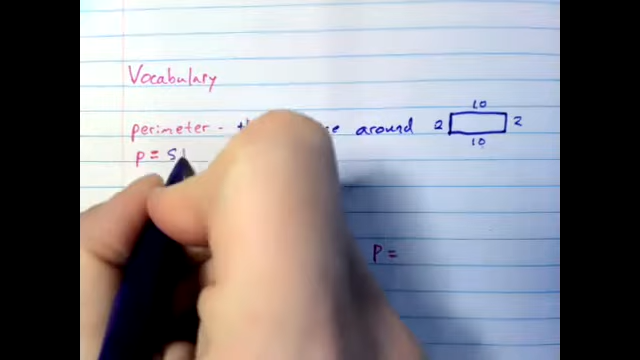 Vocabulary
10
perimeter - around 2 2
p = 10
P =